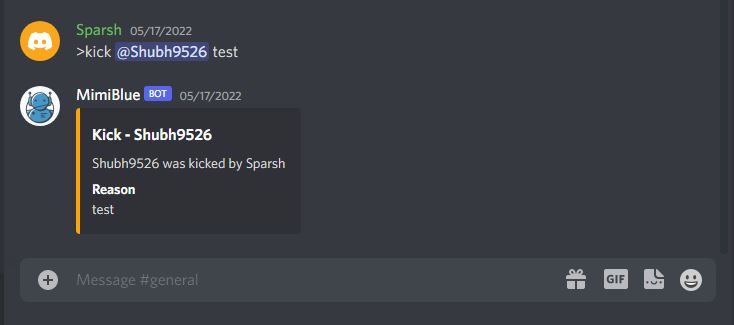 Sparsh 05/17/2022
>kick @Shubh9526 test
MimiBlue BOT 05/17/2022
Kick - Shubh9526
Shubh9526 was kicked by Sparsh
Reason
test
Message #general
GIF